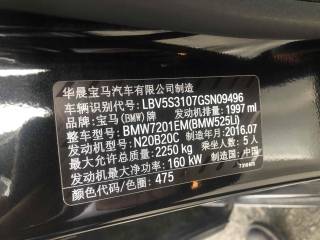 华晨宝马汽车有限公司制造
车辆识别代号:LBV5S3107GSN09496
品牌:宝马(BMW)牌 发动机排量:1997 ml
整车型号:BMW7201EM(BMW525Li)
发动机型号:N20B20C 制造年月:2016.07
最大允许总质量:2250 kg 乘坐人数:5人
发动机最大净功率:160 kW 制造国:中国
颜色代号/色圈:475